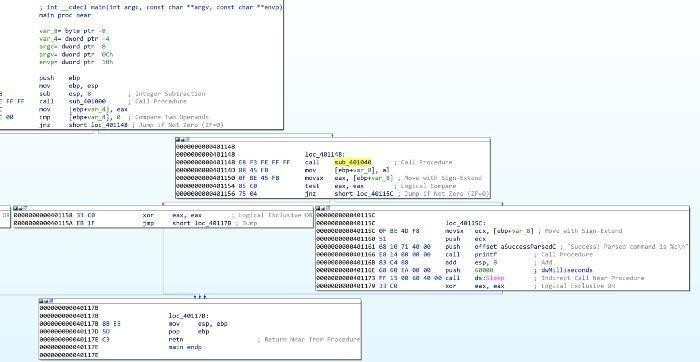 ; int __cdecl main(int argc, const char **argv, const char **envp)
main proc near
var_8= byte ptr -8
var_4= dword ptr -4
argc= dword ptr 8
argv= dword ptr 0Ch
envp= dword ptr 10h
push ebp
mov ebp, esp
sub esp, 8 ; Integer Subtraction
FF FF call sub_401000 ; Call Procedure
mov [ebp+var_4], eax
00 cmp [ebp+var_4], 0 ; Compare Two Operands
jnz short loc_401148 ; Jump if Not Zero (ZF=0)
0000000000401148
0000000000401148 loc_401148:
0000000000401148 E8 F3 FE FF FF call sub_401040 ; Call Procedure
000000000040114D 88 45 F8 mov [ebp+var_8], al
0000000000401150 0F BE 45 F8 movsx eax, [ebp+var_8] ; Move with Sign-Extend
0000000000401154 85 C0 test eax, eax ; Logical Compare
0000000000401156 75 04 jnz short loc_40115C ; Jump if Not Zero (ZF=0)
OR
0000000000401158 33 C0 xor eax, eax ; Logical Exclusive OR
000000000040115A EB 1F jmp short loc_40117B ; Jump
000000000040115C
000000000040115C loc_40115C:
000000000040115C 0F BE 4D F8 movsx ecx, [ebp+var_8] ; Move with Sign-Extend
0000000000401160 51 push ecx
0000000000401161 68 10 71 40 00 push offset aSuccessParsedC ; "Success: Parsed command is %c\n"
0000000000401166 E8 14 00 00 00 call printf ; Call Procedure
000000000040116B 83 C4 08 add esp, 8 ; Add
000000000040116E 68 60 EA 00 00 push 60000 ; dwMilliseconds
0000000000401173 FF 15 00 60 40 00 call ds:Sleep ; Indirect Call Near Procedure
0000000000401179 33 C0 xor eax, eax ; Logical Exclusive OR
000000000040117B
000000000040117B loc_40117B:
000000000040117B 8B E5 mov esp, ebp
000000000040117D 5D pop ebp
000000000040117E C3 retn ; Return Near from Procedure
000000000040117E main endp
000000000040117E